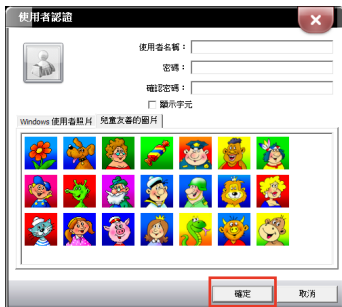 使用者認證
使用者名稱：
密碼：
確認密碼：
顯示字元
Windows 使用者照片 兒童友善的圖片
確定 取消